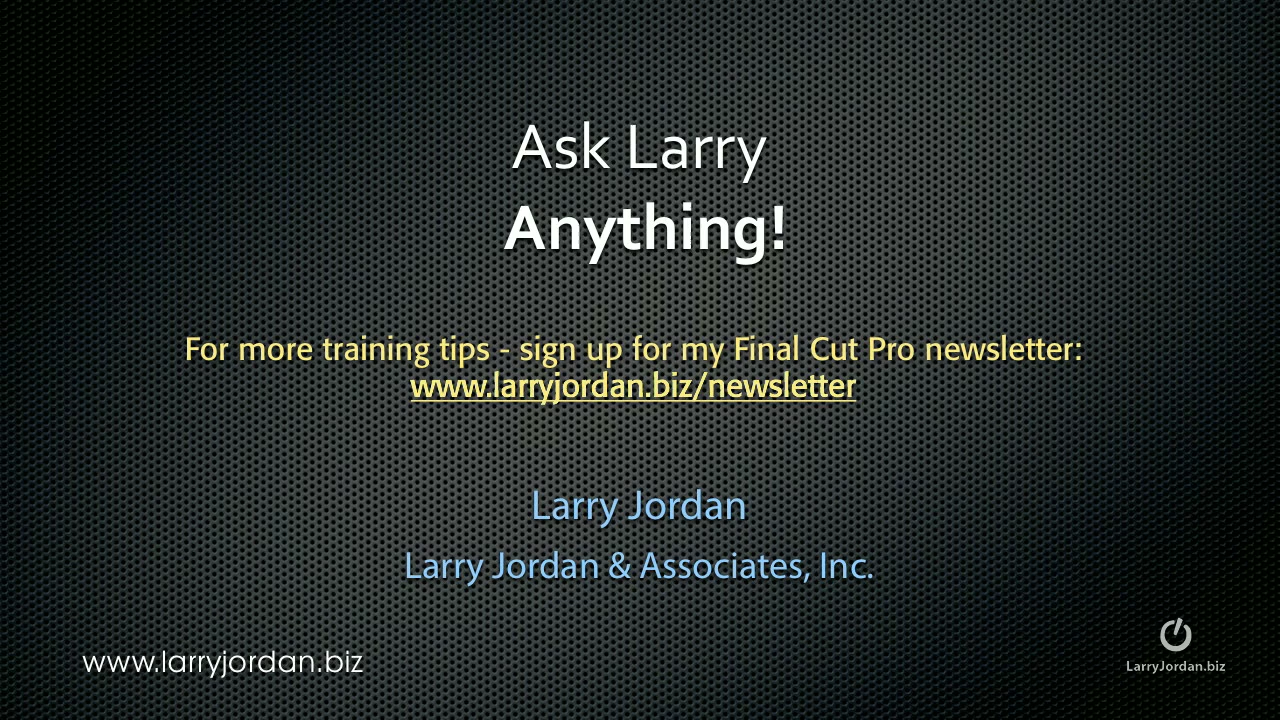 Ask Larry
Anything!
For more training tips - sign up for my Final Cut Pro newsletter:
www.larryjordan.biz/newsletter
Larry Jordan
Larry Jordan & Associates, Inc.
www.larryjordan.biz
LarryJordan.biz